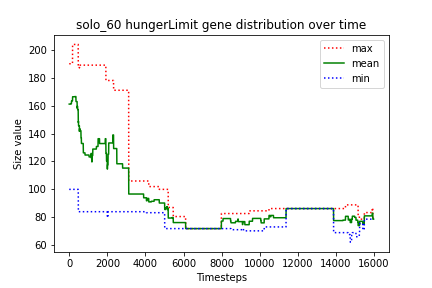 solo_60 hungerLimit gene distribution over time
max
mean
min
Size value
200
180
160
140
120
100
80
60
0
2000
4000
6000
8000
10000
12000
14000
16000
Timesteps